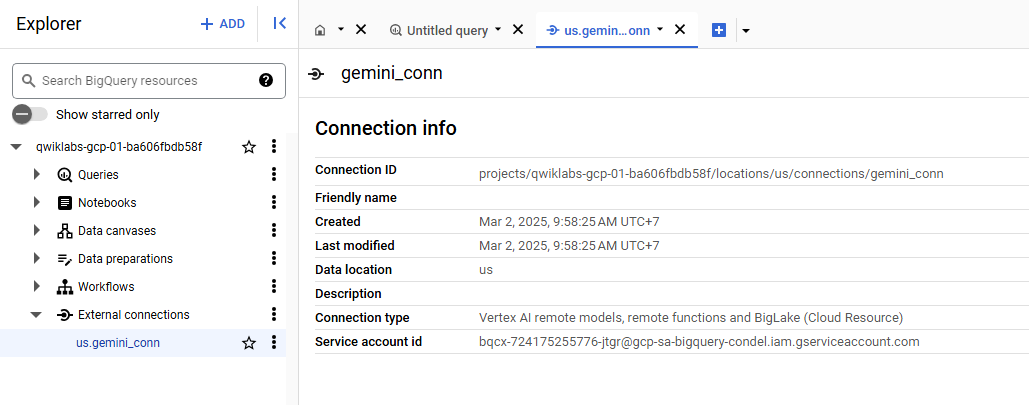 Explorer
+ ADD
Search BigQuery resources
?
Show starred only
qwiklabs-gcp-01-ba606fbdb58f
Queries
Notebooks
Data canvases
Data preparations
Workflows
External connections
us.gemini_conn
Untitled query
us.gemin...onn
gemini_conn
Connection info
Connection ID projects/qwiklabs-gcp-01-ba606fbdb58f/locations/us/connections/gemini_conn
Friendly name
Created Mar 2, 2025, 9:58:25 AM UTC+7
Last modified Mar 2, 2025, 9:58:25 AM UTC+7
Data location us
Description
Connection type Vertex AI remote models, remote functions and BigLake (Cloud Resource)
Service account id bqcx-724175255776-jtgr@gcp-sa-bigquery-condel.iam.gserviceaccount.com